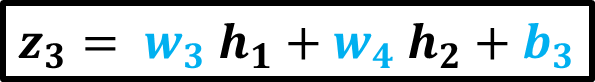 z₃ = w₃ h₁ + w₄ h₂ + b₃